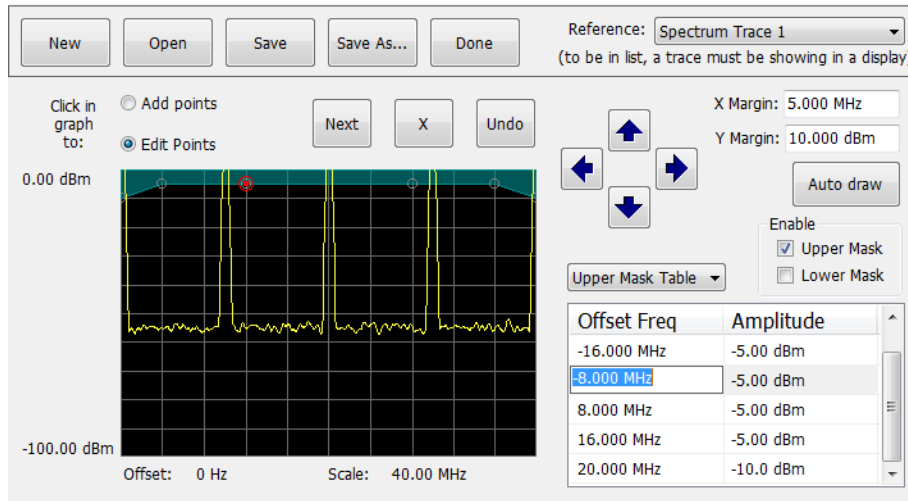 New Open Save Save As... Done Reference: Spectrum Trace 1
(to be in list, a trace must be showing in a display)
Click in graph to:
Add points
Edit Points
Next X Undo
X Margin: 5.000 MHz
Y Margin: 10.000 dBm
Auto draw
Enable
Upper Mask
Lower Mask
0.00 dBm
-100.00 dBm
Offset: 0 Hz Scale: 40.00 MHz
Upper Mask Table
Offset Freq Amplitude
-16.000 MHz -5.00 dBm
-8.000 MHz -5.00 dBm
8.000 MHz -5.00 dBm
16.000 MHz -5.00 dBm
20.000 MHz -10.0 dBm